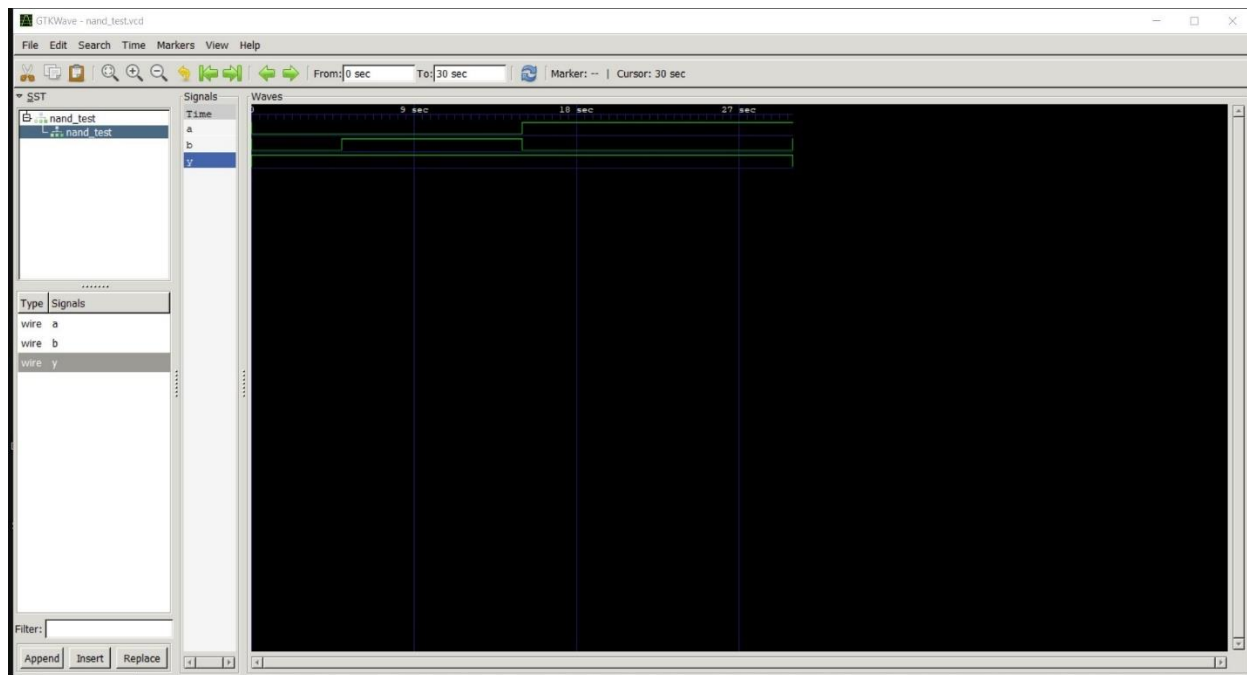 GTKWave - nand_test.vcd
File Edit Search Time Markers View Help
From: 0 sec To: 30 sec Marker: -- | Cursor: 30 sec
SST
nand_test
nand_test
Type Signals
wire a
wire b
wire y
Filter:
Append Insert Replace
Signals
Time
a
b
y
Waves
0 9 sec 18 sec 27 sec